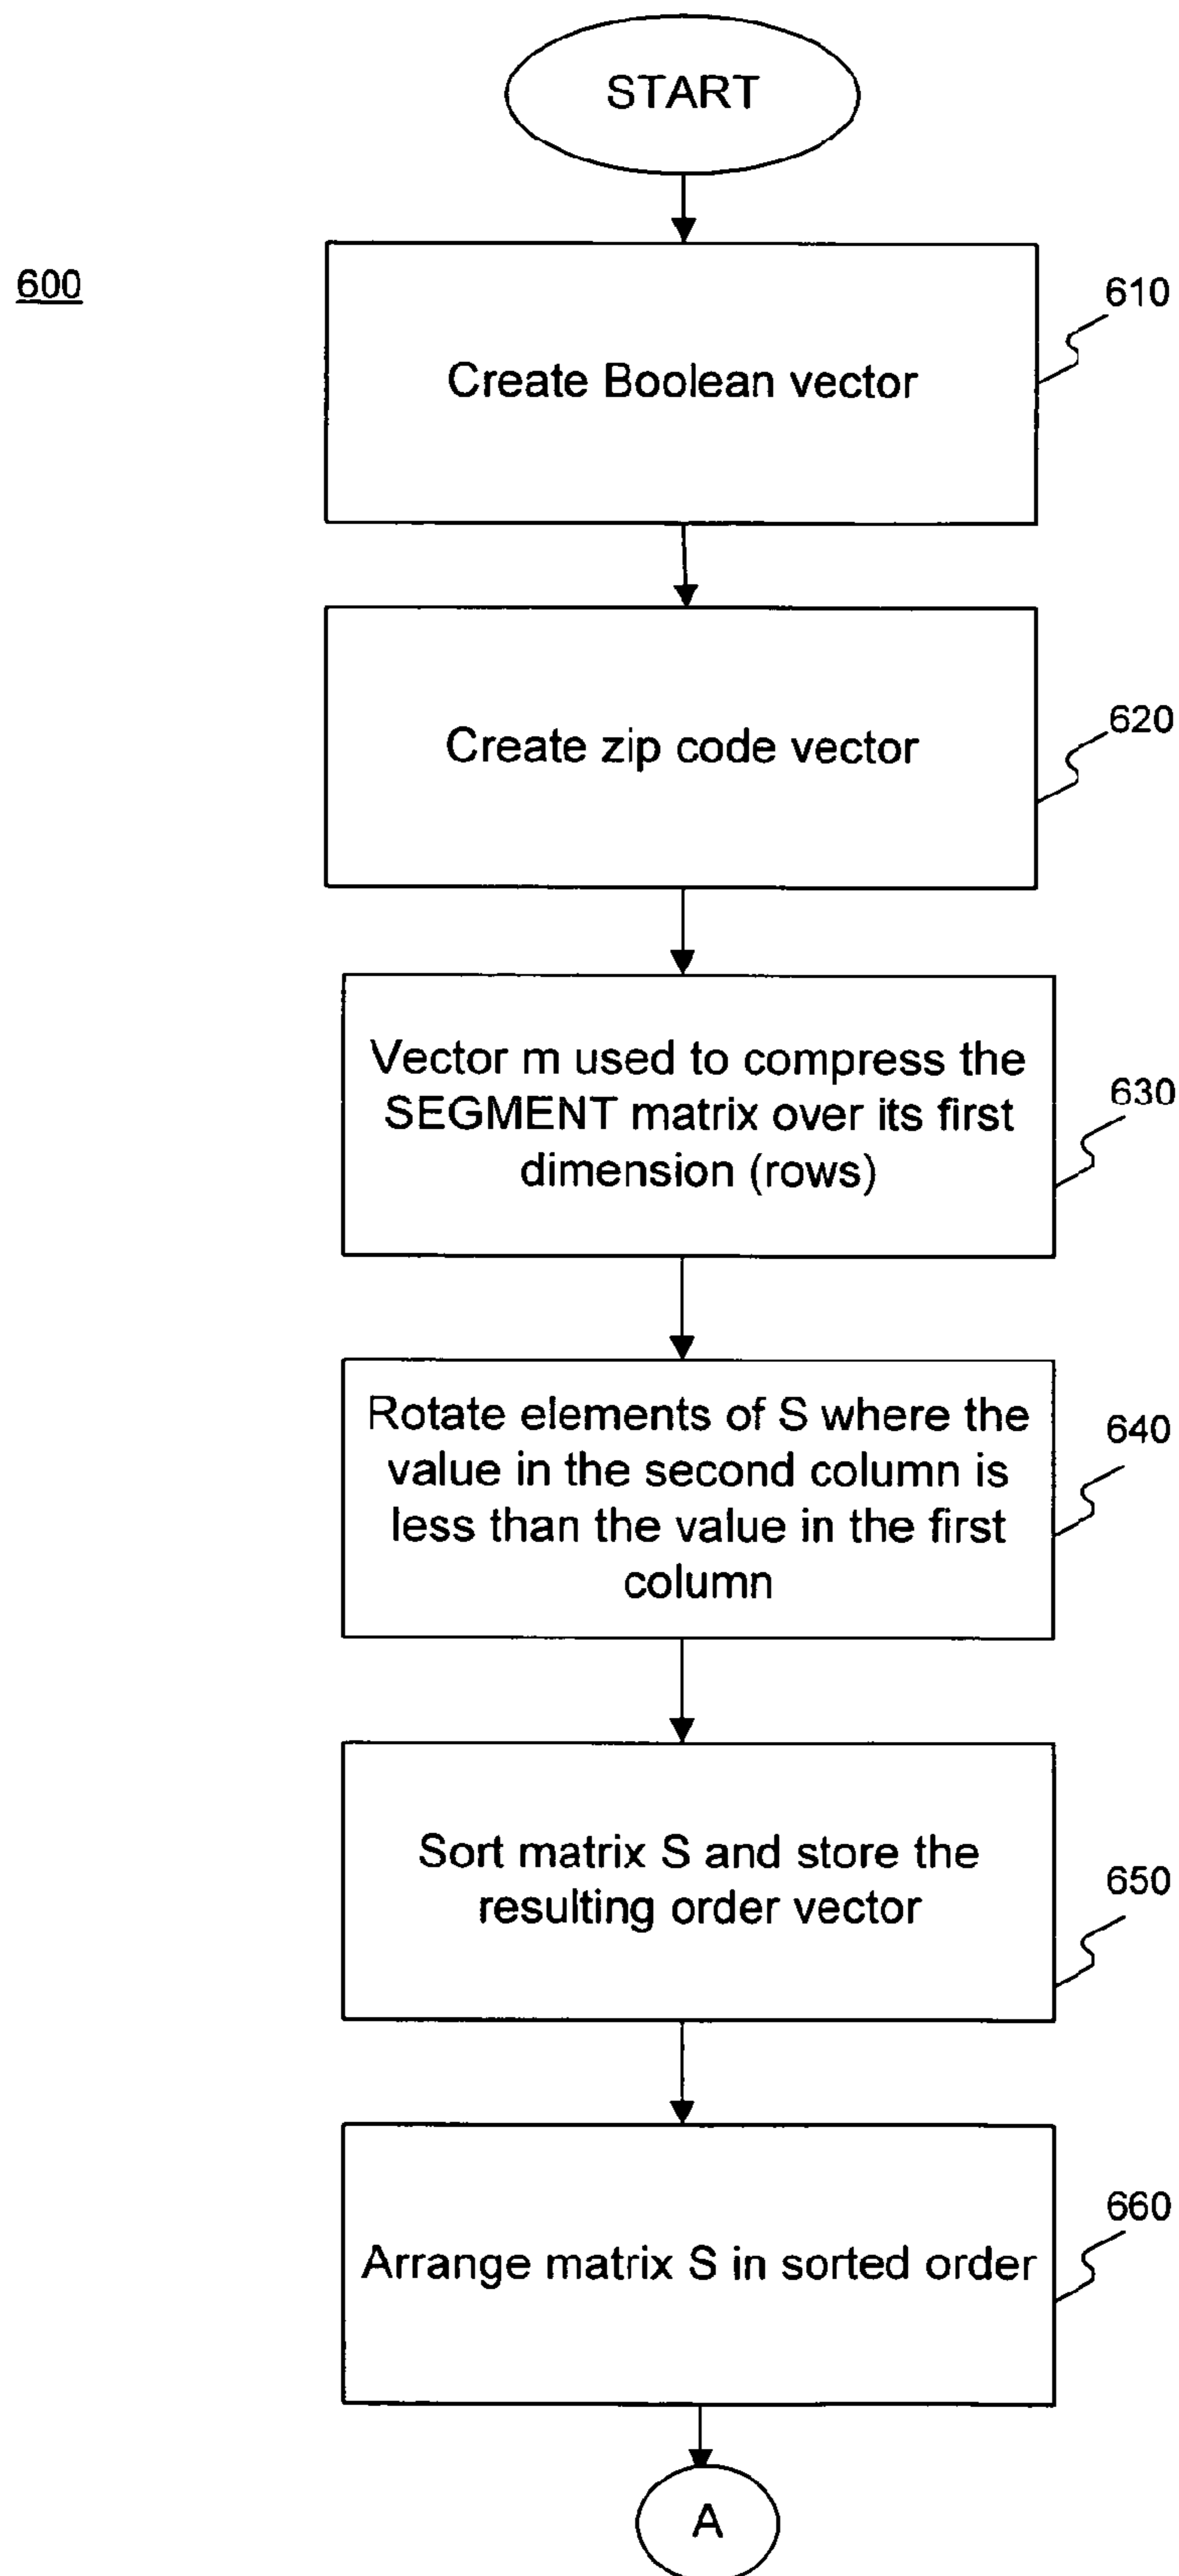 START
600
610
Create Boolean vector
620
Create zip code vector
Vector m used to compress the
SEGMENT matrix over its first
dimension (rows)
630
Rotate elements of S where the
value in the second column is
less than the value in the first
column
640
Sort matrix S and store the
resulting order vector
650
660
Arrange matrix S in sorted order
A